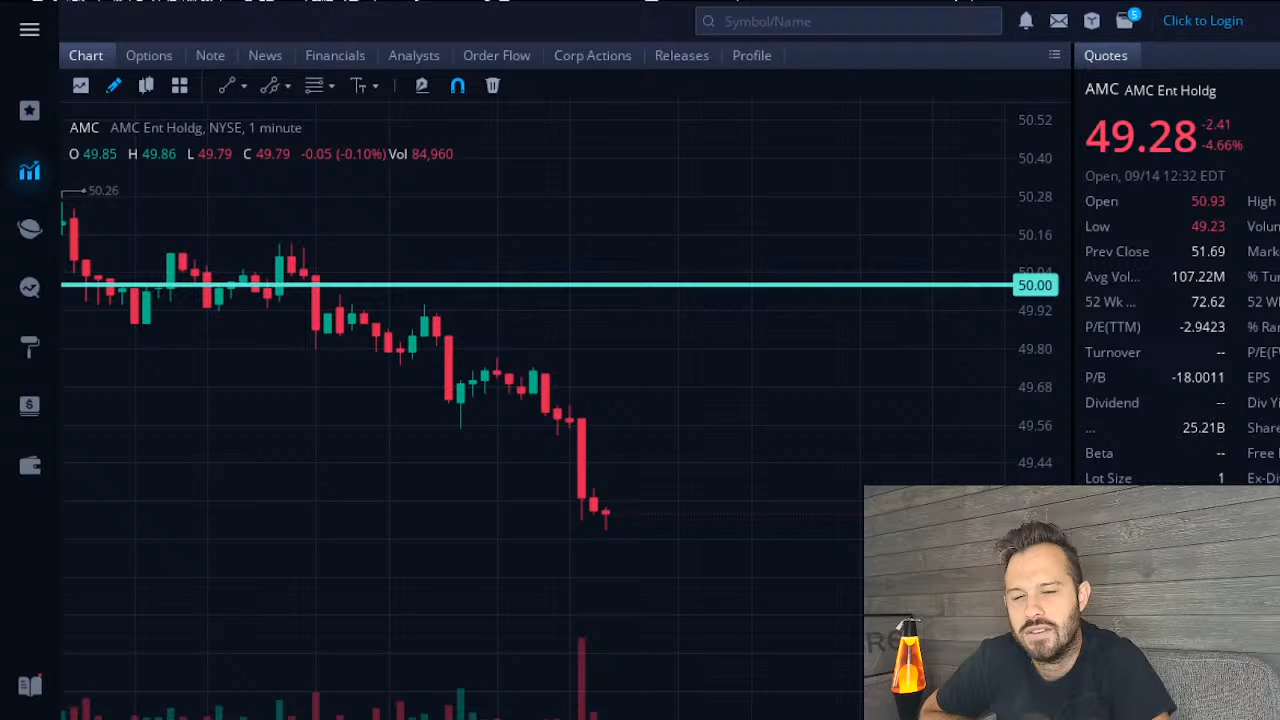 Symbol/Name
5
Click to Login
Chart Options Note News Financials Analysts Order Flow Corp Actions Releases Profile
Quotes
AMC AMC Ent Holdg, NYSE, 1 minute
O 49.85 H 49.86 L 49.79 C 49.79 -0.05 (-0.10%) Vol 84,960
50.26
50.52
50.40
50.28
50.16
50.04
50.00
49.92
49.80
49.68
49.56
49.44
AMC AMC Ent Holdg
49.28 -2.41
-4.66%
Open, 09/14 12:32 EDT
Open 50.93 High
Low 49.23 Volu
Prev Close 51.69 Mark
Avg Vol... 107.22M % Tu
52 Wk ... 72.62 52 W
P/E(TTM) -2.9423 % Ra
Turnover -- P/E(F
P/B -18.0011 EPS
Dividend -- Div Yi
... 25.21B Share
Beta -- Free
Lot Size 1 Ex-Di